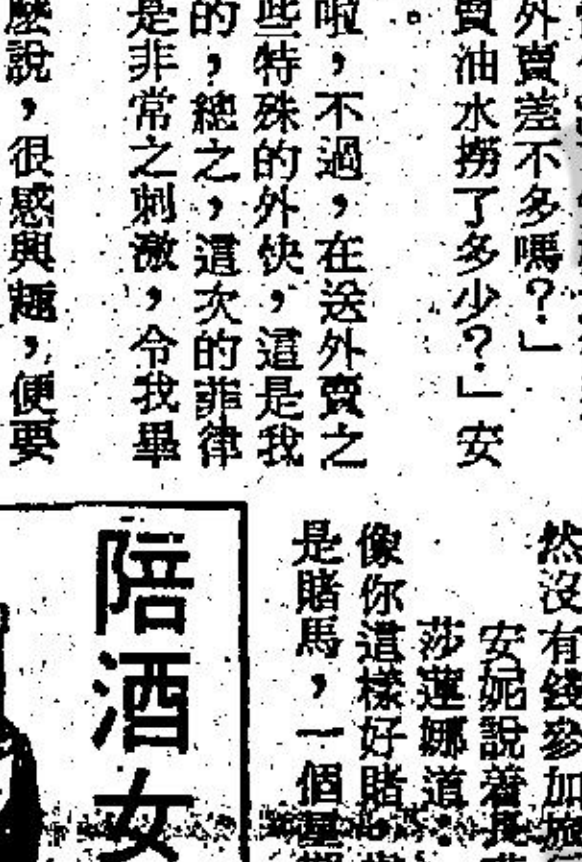 外賣差不多嗎？」
賣油水撈了多少？」安
。
啦，不過，在送外賣之
些特殊的外快，這是我
的，總之，這次的菲律
是非常之刺激，令我畢
麼說，很感興趣，便要
然沒有錢參加
安妮說着
莎蓮娜道：
像你這樣好賭
是賭馬，一個星期
陪酒女